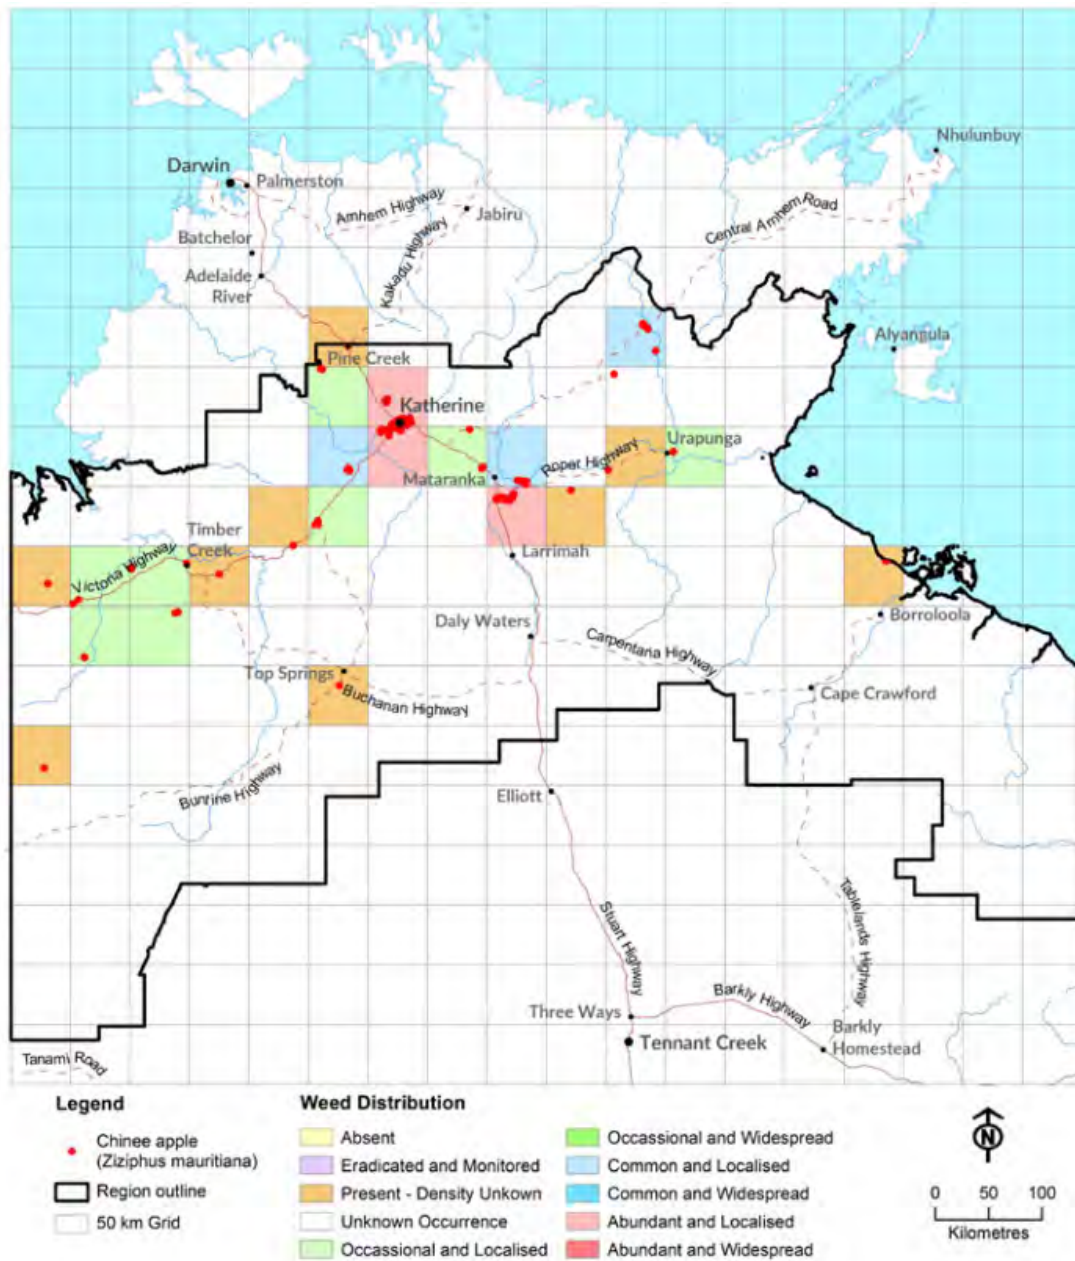 Nhulunbuy
Darwin
Palmerston
Arnhem Highway
Jabiru
Central Arnhem Road
Batchelor
Kakadu Highway
Adelaide
River
Alyangula
Pine Creek
Katherine
Urapunga
Roper Highway
Mataranka
Timber
Creek
Victoria Highway
Larrimah
Borroloola
Daly Waters
Carpentaria Highway
Top Springs
Buchanan Highway
Cape Crawford
Buntine Highway
Elliott
Stuart Highway
Tablelands Highway
Three Ways
Barkly Highway
Tennant Creek
Barkly
Homestead
Tanami Road
Legend
Chinee apple
(Ziziphus mauritiana)
Region outline
50 km Grid
Weed Distribution
Absent
Eradicated and Monitored
Present - Density Unkown
Unknown Occurrence
Occassional and Localised
Occassional and Widespread
Common and Localised
Common and Widespread
Abundant and Localised
Abundant and Widespread
N
0 50 100
Kilometres